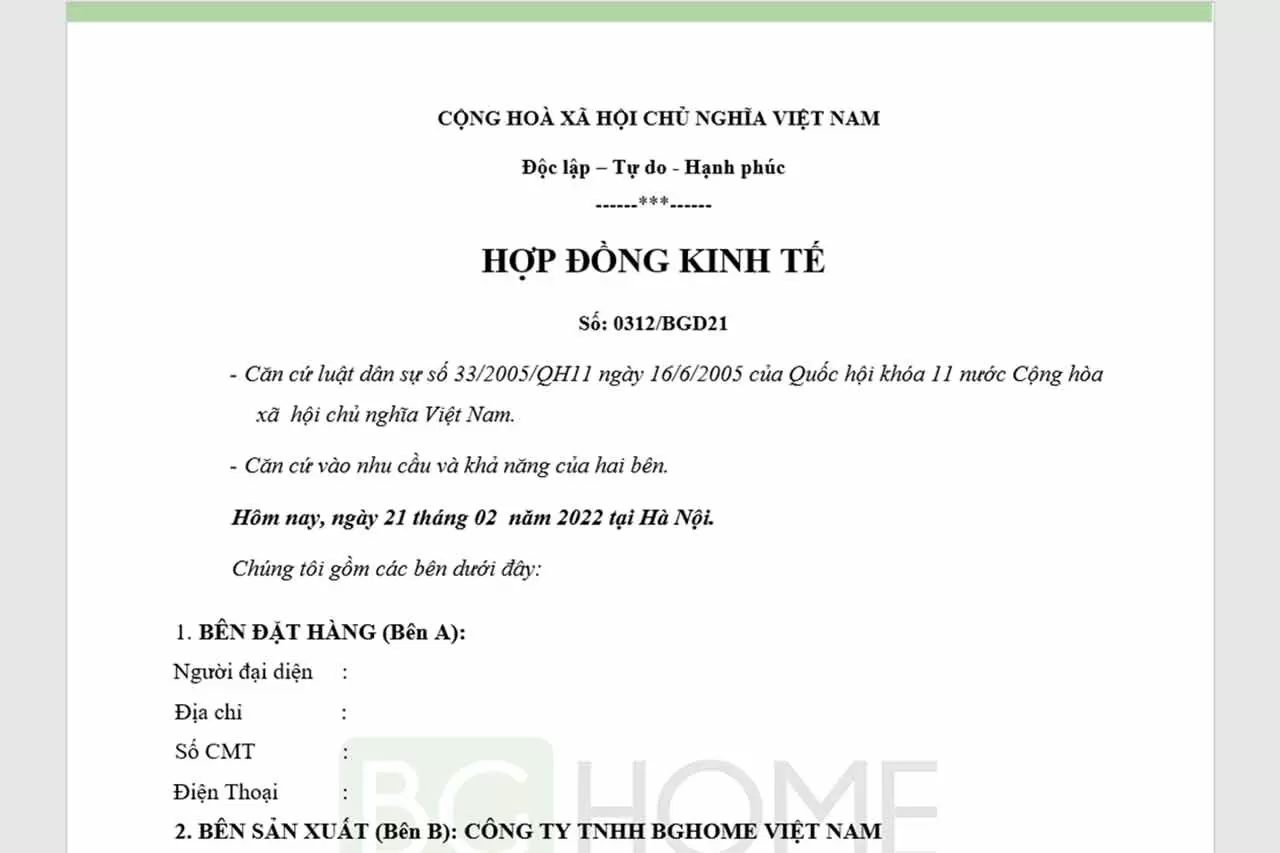 CỘNG HOÀ XÃ HỘI CHỦ NGHĨA VIỆT NAM
Độc lập – Tự do - Hạnh phúc
------***------
HỢP ĐỒNG KINH TẾ
Số: 0312/BGD21
- Căn cứ luật dân sự số 33/2005/QH11 ngày 16/6/2005 của Quốc hội khóa 11 nước Cộng hòa
xã hội chủ nghĩa Việt Nam.
- Căn cứ vào nhu cầu và khả năng của hai bên.
Hôm nay, ngày 21 tháng 02 năm 2022 tại Hà Nội.
Chúng tôi gồm các bên dưới đây:
1. BÊN ĐẶT HÀNG (Bên A):
Người đại diện :
Địa chỉ :
Số CMT :
Điện Thoại :
BG HOME
2. BÊN SẢN XUẤT (Bên B): CÔNG TY TNHH BGHOME VIỆT NAM